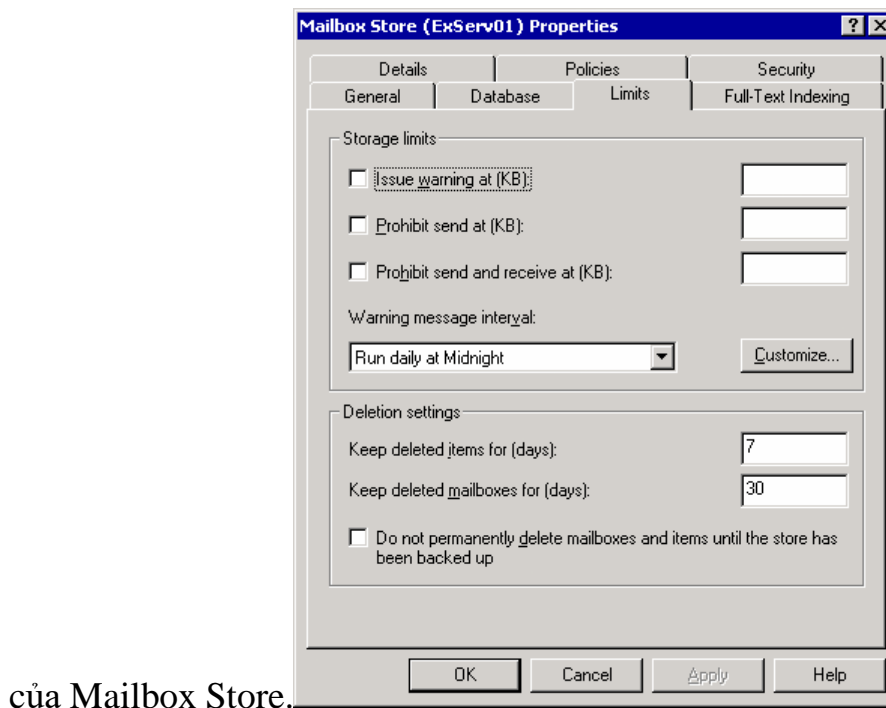 Mailbox Store (ExServ01) Properties
Details Policies Security
General Database Limits Full-Text Indexing
Storage limits
Issue warning at (KB):
Prohibit send at (KB):
Prohibit send and receive at (KB):
Warning message interval:
Run daily at Midnight Customize...
Deletion settings
Keep deleted items for (days): 7
Keep deleted mailboxes for (days): 30
Do not permanently delete mailboxes and items until the store has
been backed up
OK Cancel Apply Help
của Mailbox Store.